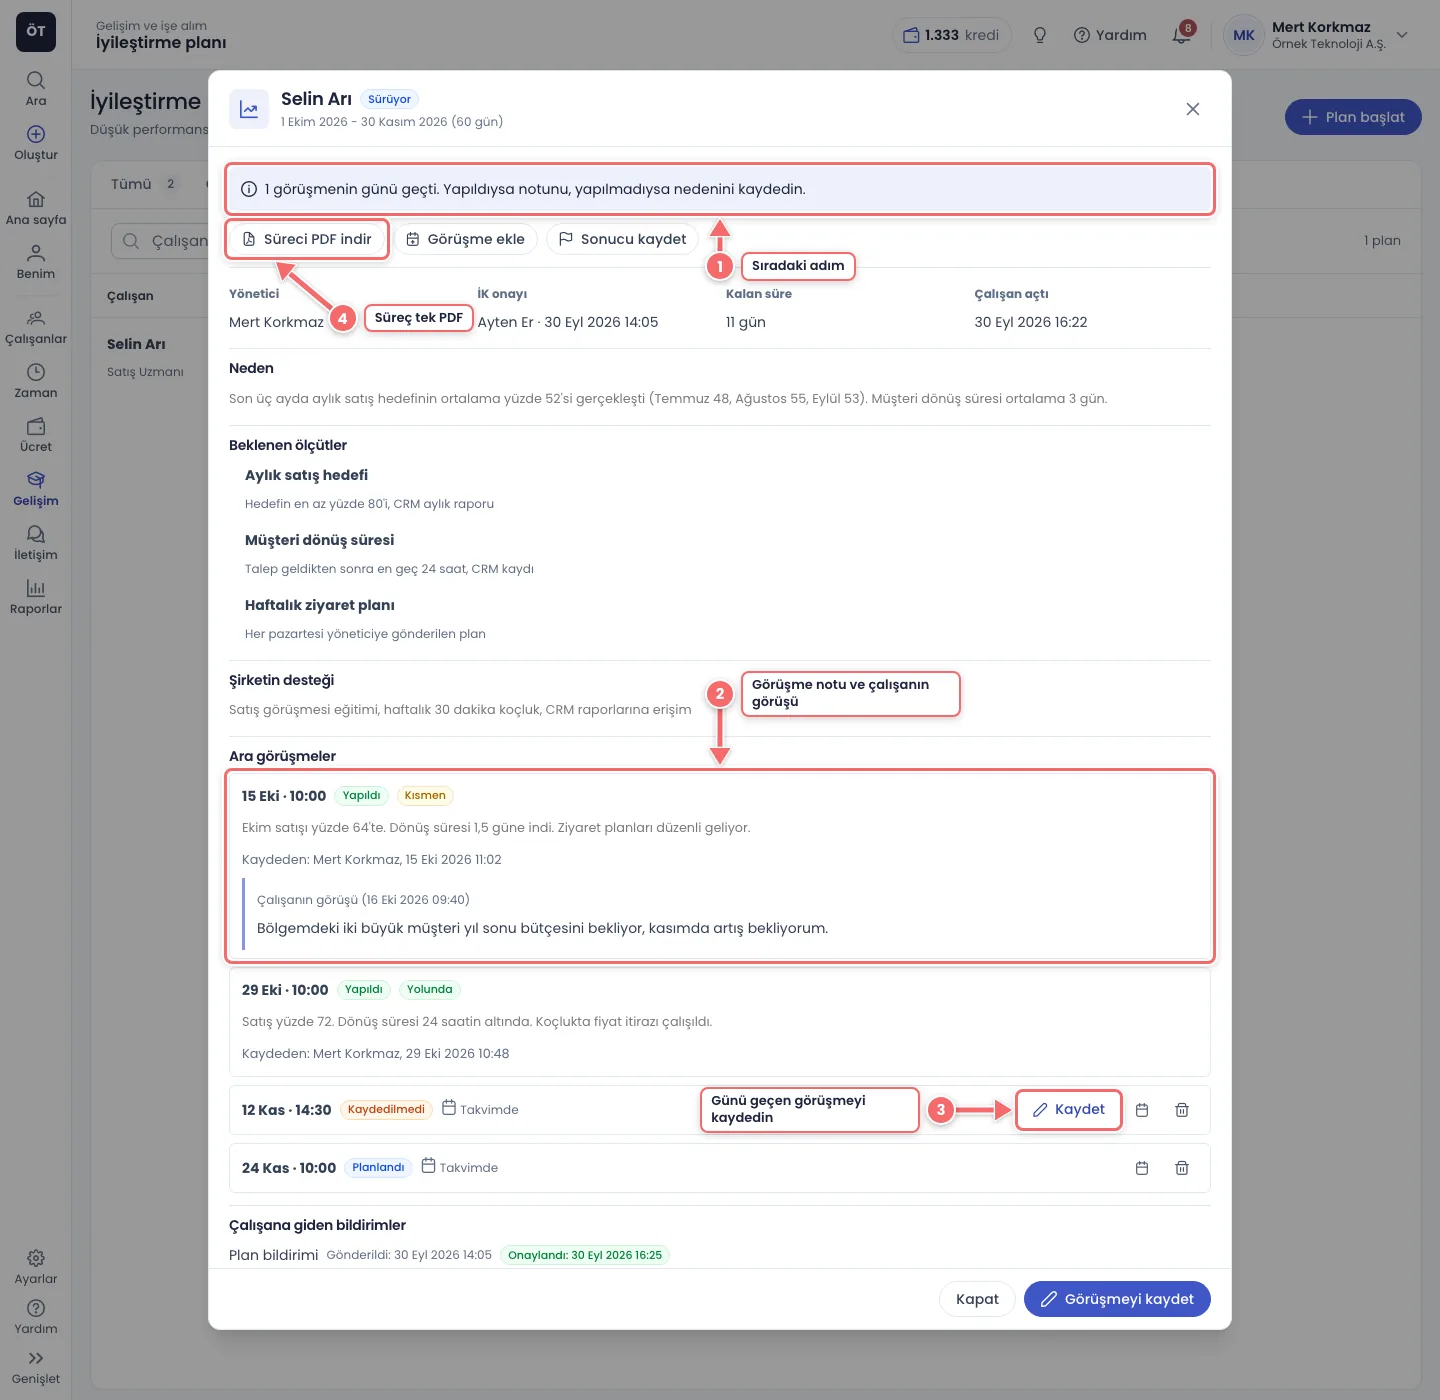 ÖT
Gelişim ve işe alım
İyileştirme planı
1.333 kredi
Yardım
8
MK
Mert Korkmaz
Örnek Teknoloji A.Ş.
Ara
Oluştur
Ana sayfa
Benim
Çalışanlar
Zaman
Ücret
Gelişim
İletişim
Raporlar
Ayarlar
Yardım
Genişlet
İyileştirme
Düşük performans
Plan başlat
Tümü 2
Çalışan
1 plan
Çalışan
Selin Arı
Satış Uzmanı
Selin Arı Sürüyor
1 Ekim 2026 - 30 Kasım 2026 (60 gün)
1 görüşmenin günü geçti. Yapıldıysa notunu, yapılmadıysa nedenini kaydedin.
Süreci PDF indir
Görüşme ekle
Sonucu kaydet
1 Sıradaki adım
4 Süreç tek PDF
Yönetici
Mert Korkmaz
İK onayı
Ayten Er · 30 Eyl 2026 14:05
Kalan süre
11 gün
Çalışan açtı
30 Eyl 2026 16:22
Neden
Son üç ayda aylık satış hedefinin ortalama yüzde 52'si gerçekleşti (Temmuz 48, Ağustos 55, Eylül 53). Müşteri dönüş süresi ortalama 3 gün.
Beklenen ölçütler
Aylık satış hedefi
Hedefin en az yüzde 80'i, CRM aylık raporu
Müşteri dönüş süresi
Talep geldikten sonra en geç 24 saat, CRM kaydı
Haftalık ziyaret planı
Her pazartesi yöneticiye gönderilen plan
Şirketin desteği
Satış görüşmesi eğitimi, haftalık 30 dakika koçluk, CRM raporlarına erişim
2 Görüşme notu ve çalışanın
görüşü
Ara görüşmeler
15 Eki · 10:00 Yapıldı Kısmen
Ekim satışı yüzde 64'te. Dönüş süresi 1,5 güne indi. Ziyaret planları düzenli geliyor.
Kaydeden: Mert Korkmaz, 15 Eki 2026 11:02
Çalışanın görüşü (16 Eki 2026 09:40)
Bölgemdeki iki büyük müşteri yıl sonu bütçesini bekliyor, kasımda artış bekliyorum.
29 Eki · 10:00 Yapıldı Yolunda
Satış yüzde 72. Dönüş süresi 24 saatin altında. Koçlukta fiyat itirazı çalışıldı.
Kaydeden: Mert Korkmaz, 29 Eki 2026 10:48
12 Kas · 14:30 Kaydedilmedi Takvimde
Günü geçen görüşmeyi
kaydedin
3
Kaydet
24 Kas · 10:00 Planlandı Takvimde
Çalışana giden bildirimler
Plan bildirimi Gönderildi: 30 Eyl 2026 14:05 Onaylandı: 30 Eyl 2026 16:25
Kapat
Görüşmeyi kaydet